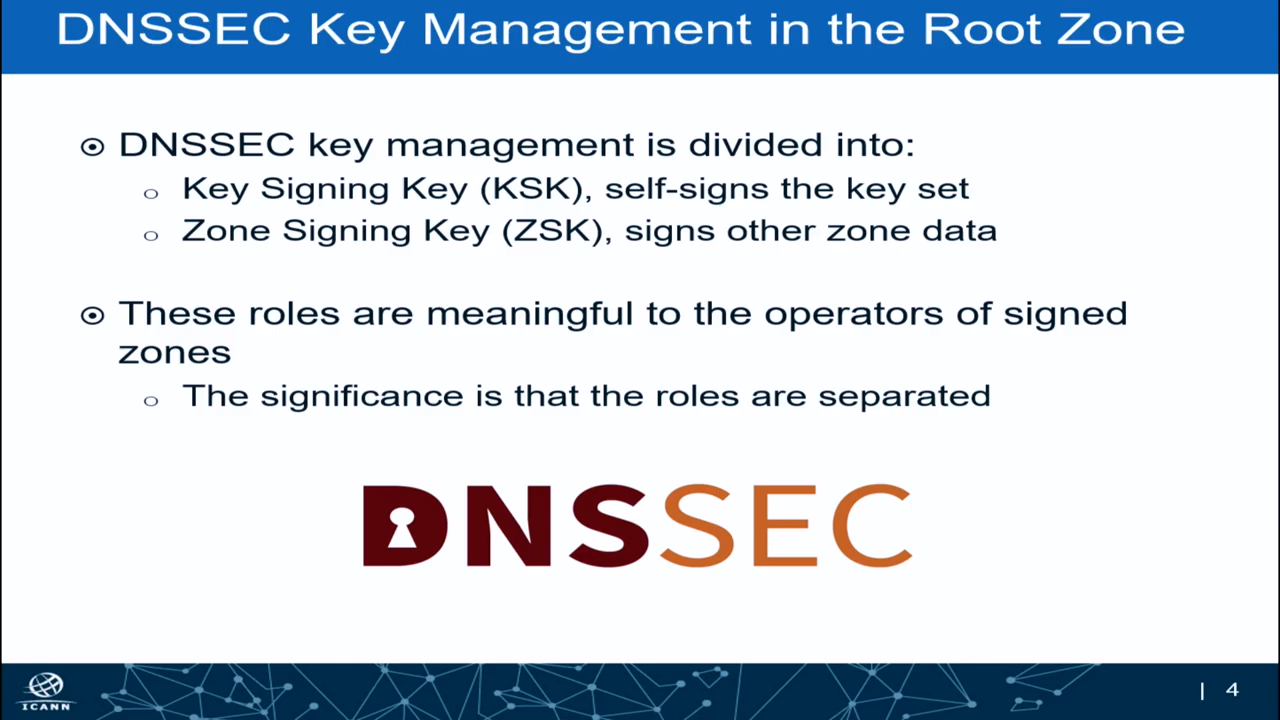 DNSSEC Key Management in the Root Zone
DNSSEC key management is divided into:
Key Signing Key (KSK), self-signs the key set
Zone Signing Key (ZSK), signs other zone data
These roles are meaningful to the operators of signed
zones
The significance is that the roles are separated
DNSSEC
ICANN
| 4